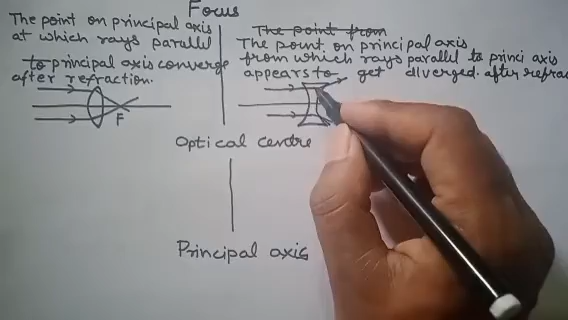 Focus
The point on principal axis
at which rays parallel
to principal axis converge
after refraction.
F
The point from
The point on principal axis
from which rays parallel to princi axis
appears to get diverged after refrac
Optical centre
Principal axis